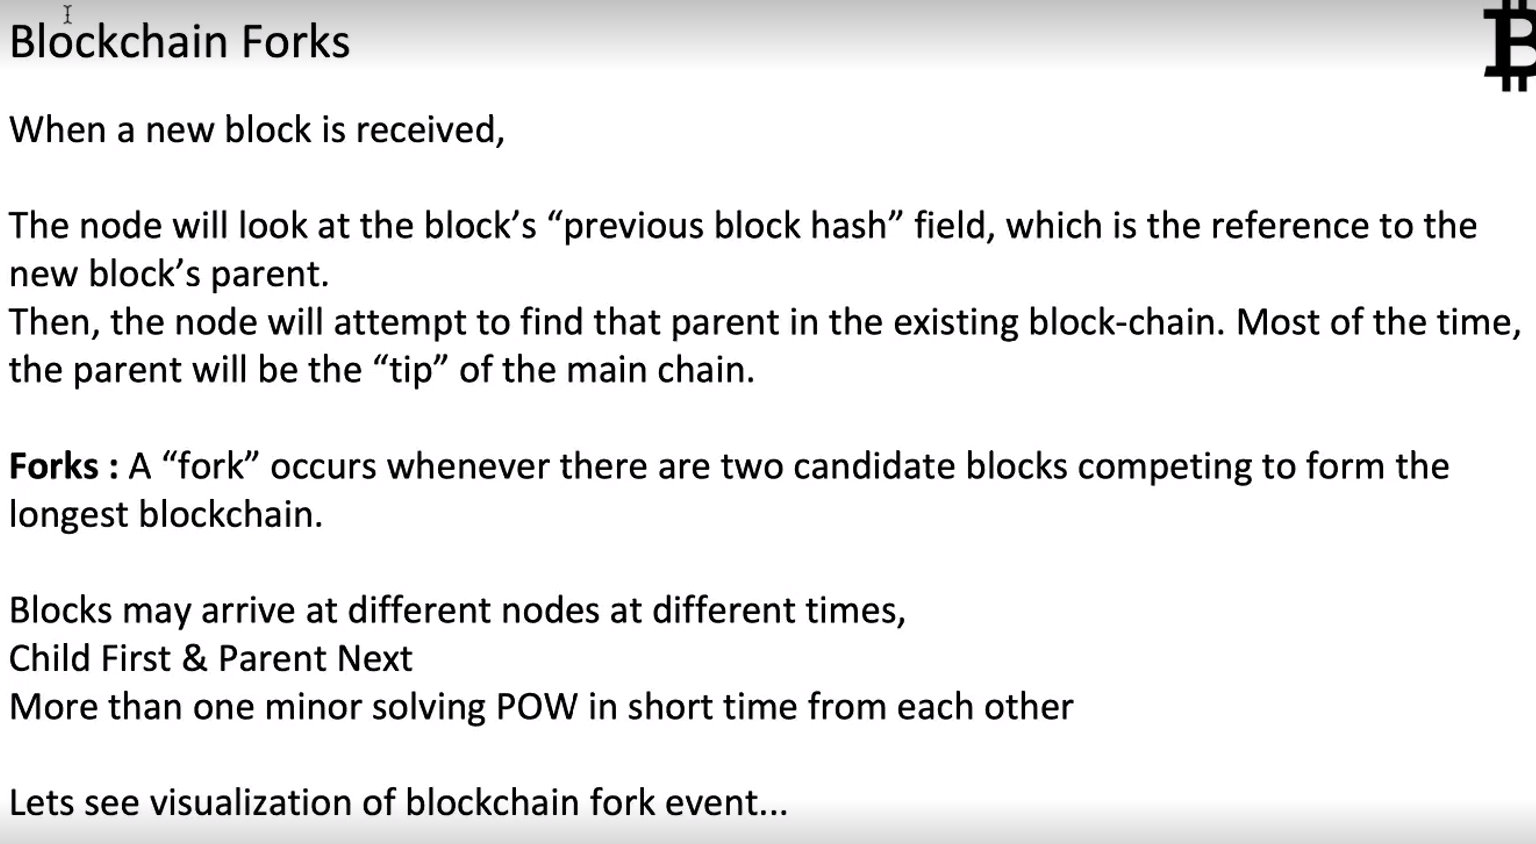 Blockchain Forks
When a new block is received,
The node will look at the block’s “previous block hash” field, which is the reference to the
new block’s parent.
Then, the node will attempt to find that parent in the existing block-chain. Most of the time,
the parent will be the “tip” of the main chain.
Forks : A “fork” occurs whenever there are two candidate blocks competing to form the
longest blockchain.
Blocks may arrive at different nodes at different times,
Child First & Parent Next
More than one minor solving POW in short time from each other
Lets see visualization of blockchain fork event...